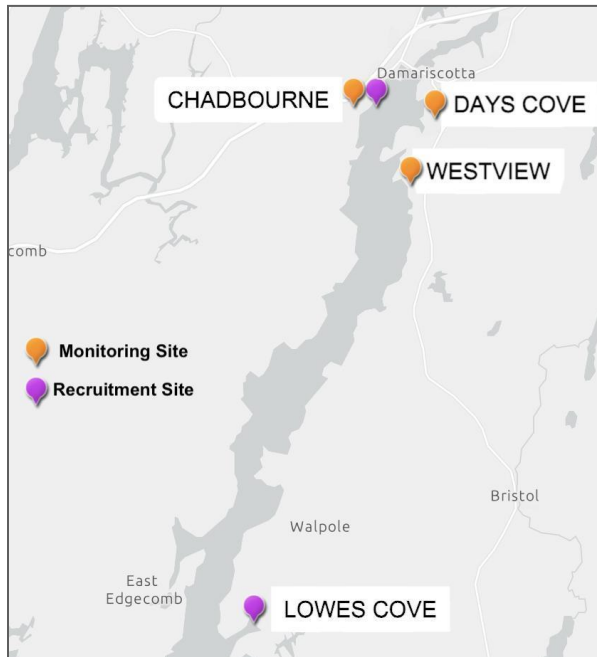 Damariscotta
CHADBOURNE
DAYS COVE
WESTVIEW
comb
Monitoring Site
Recruitment Site
Bristol
Walpole
East
Edgecomb
LOWES COVE